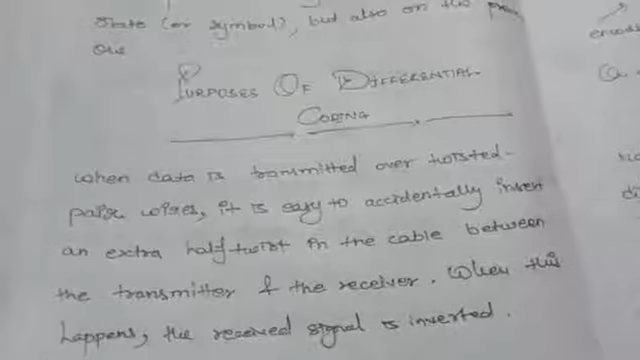 state (or symbol), but also on the
one
PURPOSES OF DIFFERENTIAL
CODING
When data is transmitted over twisted-
pair wires, it is easy to accidentally insert
an extra half-twist in the cable between
the transmitter & the receiver. When this
happens, the received signal is inverted.